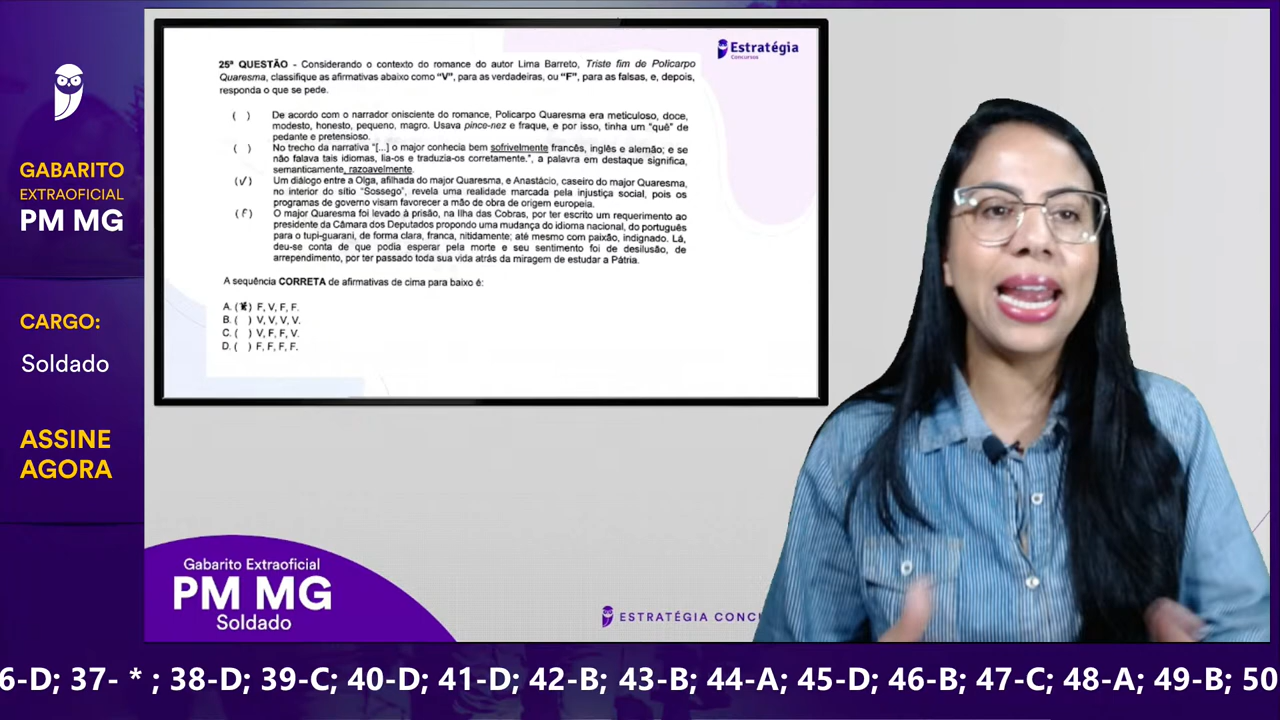 GABARITO
EXTRAOFICIAL
PM MG
CARGO:
Soldado
ASSINE
AGORA
Estratégia
Concursos
25ª QUESTÃO - Considerando o contexto do romance do autor Lima Barreto, Triste fim de Policarpo
Quaresma, classifique as afirmativas abaixo como "V", para as verdadeiras, ou "F", para as falsas, e, depois,
responda o que se pede.
( ) De acordo com o narrador onisciente do romance, Policarpo Quaresma era meticuloso, doce,
modesto, honesto, pequeno, magro. Usava pince-nez e fraque, e por isso, tinha um "quê" de
pedante e pretensioso.
( ) No trecho da narrativa "[...] o major conhecia bem sofrivelmente francês, inglês e alemão; e se
não falava tais idiomas, lia-os e traduzia-os corretamente.", a palavra em destaque significa,
semanticamente, razoavelmente.
(√) Um diálogo entre a Olga, afilhada do major Quaresma, e Anastácio, caseiro do major Quaresma,
no interior do sítio "Sossego", revela uma realidade marcada pela injustiça social, pois os
programas de governo visam favorecer a mão de obra de origem europeia.
(F) O major Quaresma foi levado à prisão, na Ilha das Cobras, por ter escrito um requerimento ao
presidente da Câmara dos Deputados propondo uma mudança do idioma nacional, do português
para o tupi-guarani, de forma clara, franca, nitidamente; até mesmo com paixão, indignado. Lá,
deu-se conta de que podia esperar pela morte e seu sentimento foi de desilusão, de
arrependimento, por ter passado toda sua vida atrás da miragem de estudar a Pátria.
A sequência CORRETA de afirmativas de cima para baixo é:
A. ( ) F, V, F, F.
B. ( ) V, V, V, V.
C. ( ) V, F, F, V.
D. ( ) F, F, F, F.
Gabarito Extraoficial
PM MG
Soldado
ESTRATÉGIA CONCU
6-D; 37- * ; 38-D; 39-C; 40-D; 41-D; 42-B; 43-B; 44-A; 45-D; 46-B; 47-C; 48-A; 49-B; 50